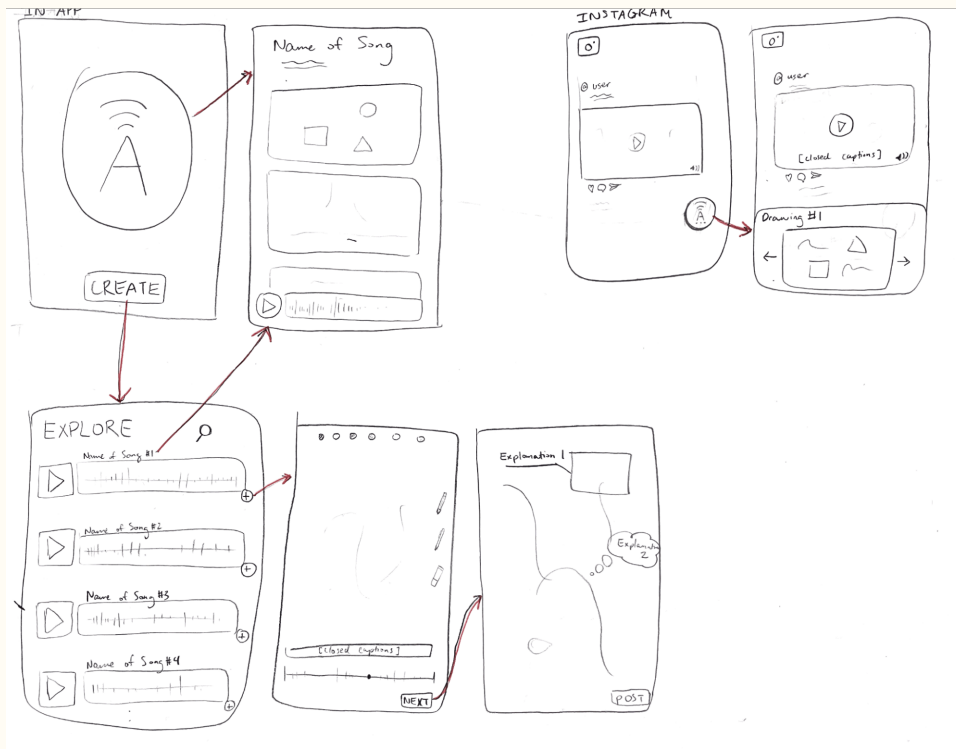 IN-APP
A
CREATE
Name of Song
INSTAGRAM
@ user
@ user
[closed captions]
A
Drawing #1
EXPLORE
Name of Song #1
Name of Song #2
Name of Song #3
Name of Song #4
[closed captions]
NEXT
Explanation 1
Explanation
2
POST